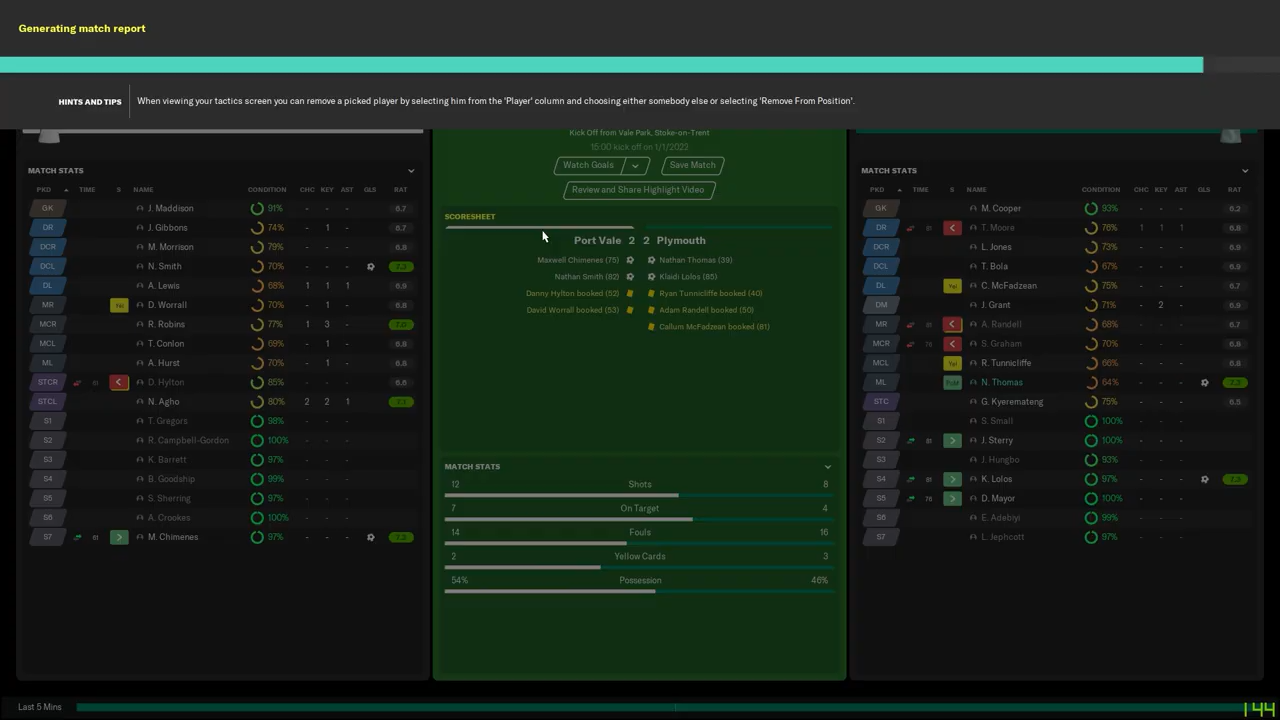 Generating match report
HINTS AND TIPS When viewing your tactics screen you can remove a picked player by selecting him from the 'Player' column and choosing either somebody else or selecting 'Remove From Position'.
Kick Off from Vale Park, Stoke-on-Trent
15:00 kick off on 1/1/2022
Watch Goals Save Match
Review and Share Highlight Video
MATCH STATS
PKD TIME S NAME CONDITION CHC KEY AST GLS RAT
GK J. Maddison 91% - - - 6.7
DR J. Gibbons 74% - 1 - 6.7
DCR M. Morrison 79% - - - 6.8
DCL N. Smith 70% - - - 7.3
DL A. Lewis 68% 1 1 1 6.9
MR D. Worrall 70% - 1 - 6.8
MCR R. Robins 77% 1 3 - 7.0
MCL T. Conlon 69% - 1 - 6.8
ML A. Hurst 70% - 1 - 6.8
STCR 61 D. Hylton 85% - - - 6.6
STCL N. Agho 80% 2 2 1 7.1
S1 T. Gregors 98%
S2 R. Campbell-Gordon 100%
S3 K. Barrett 97%
S4 B. Goodship 99%
S5 S. Sherring 97%
S6 A. Crookes 100%
S7 61 M. Chimenes 97% - - -
SCORESHEET
Port Vale 2 2 Plymouth
Maxwell Chimenes (75) Nathan Thomas (39)
Nathan Smith (82) Klaidi Lolos (85)
Danny Hylton booked (52) Ryan Tunnicliffe booked (40)
David Worrall booked (53) Adam Randell booked (50)
Callum McFadzean booked (81)
MATCH STATS
12 Shots 8
7 On Target 4
14 Fouls 16
2 Yellow Cards 3
54% Possession 46%
MATCH STATS
PKD TIME S NAME CONDITION CHC KEY AST GLS RAT
GK M. Cooper 93% - - - 6.2
DR 81 T. Moore 76% 1 1 1 6.8
DCR L. Jones 73% - - - 6.9
DCL T. Bola 67% - - - 6.9
DL Yel C. McFadzean 71% - - - 6.8
DM J. Grant 71% - 2 - 6.9
MR 81 A. Randell 68% - - - 6.7
MCR 76 S. Graham 70% - - - 6.8
MCL Yel R. Tunnicliffe 66% - - - 6.8
ML PoM N. Thomas 64% - - - 7.3
STC G. Kyeremateng 75% - - - 6.5
S1 S. Small 100%
S2 81 J. Sterry 100% - - -
S3 J. Hungbo 93%
S4 81 K. Lolos 97% - - -
S5 76 D. Mayor 100% - - -
S6 E. Adebiyi 99%
S7 L. Jephcott 97%
Last 5 Mins
144